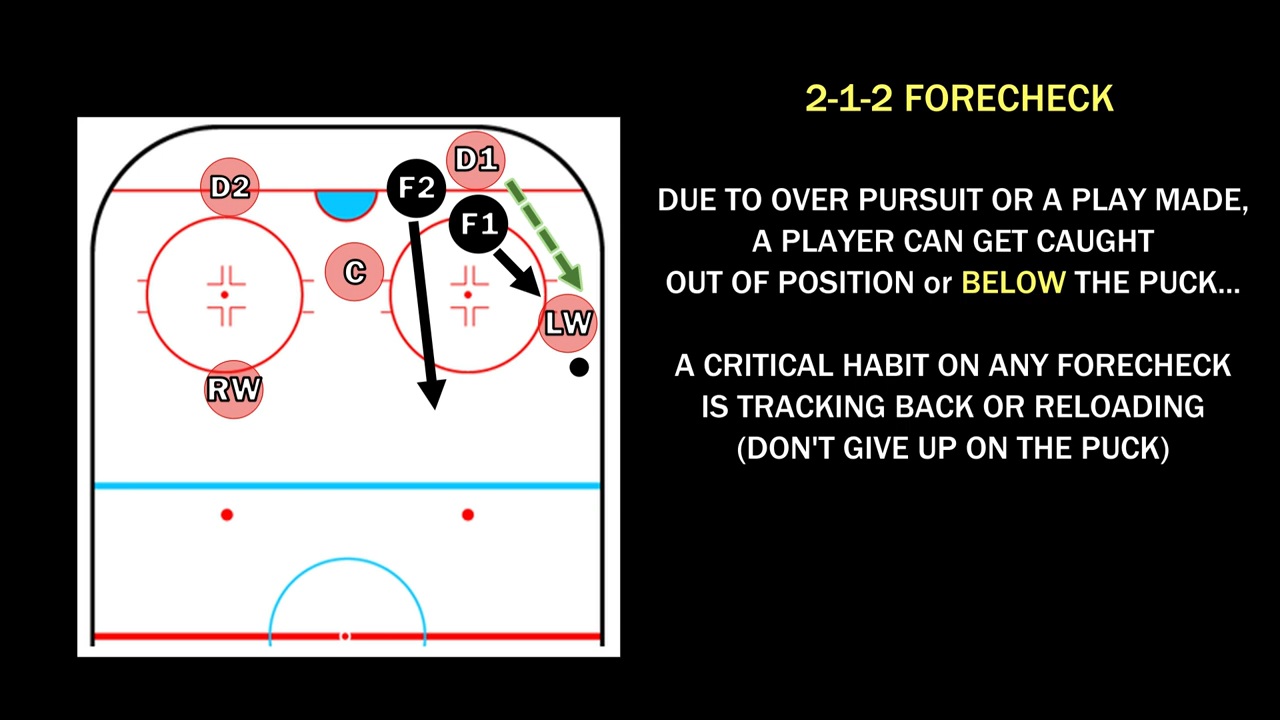 2-1-2 FORECHECK
D1
D2
F2
F1
C
LW
RW
DUE TO OVER PURSUIT OR A PLAY MADE,
A PLAYER CAN GET CAUGHT
OUT OF POSITION or BELOW THE PUCK...
A CRITICAL HABIT ON ANY FORECHECK
IS TRACKING BACK OR RELOADING
(DON'T GIVE UP ON THE PUCK)